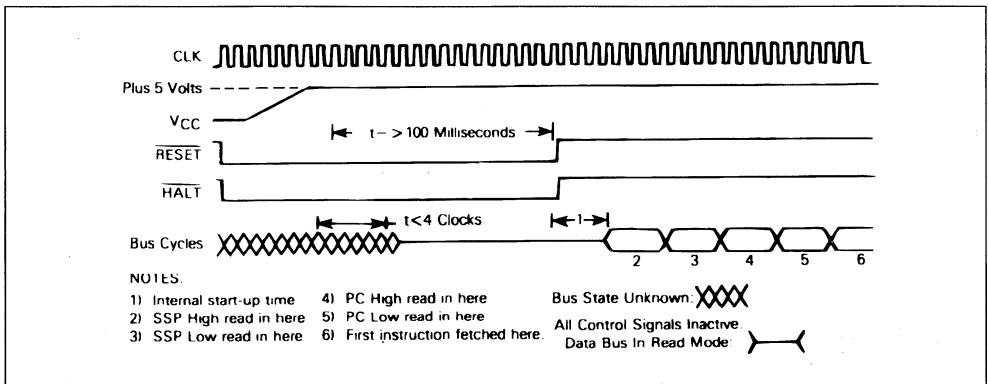 CLK
Plus 5 Volts
VCC
t− >100 Milliseconds
RESET
HALT
t<4 Clocks
1
Bus Cycles
2 3 4 5 6
NOTES:
1) Internal start-up time
2) SSP High read in here
3) SSP Low read in here
4) PC High read in here
5) PC Low read in here
6) First instruction fetched here.
Bus State Unknown:
All Control Signals Inactive.
Data Bus In Read Mode: